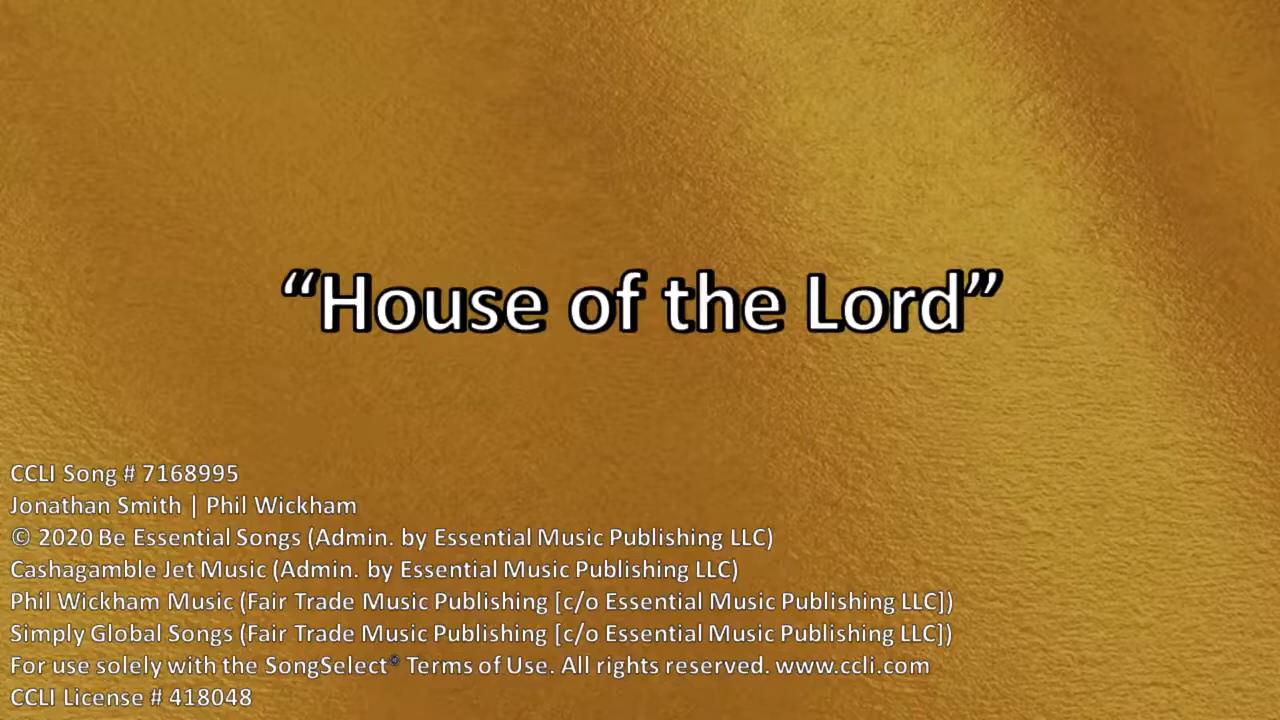 “House of the Lord”
CCLI Song # 7168995
Jonathan Smith | Phil Wickham
© 2020 Be Essential Songs (Admin. by Essential Music Publishing LLC)
Cashagamble Jet Music (Admin. by Essential Music Publishing LLC)
Phil Wickham Music (Fair Trade Music Publishing [c/o Essential Music Publishing LLC])
Simply Global Songs (Fair Trade Music Publishing [c/o Essential Music Publishing LLC])
For use solely with the SongSelect® Terms of Use. All rights reserved. www.ccli.com
CCLI License # 418048